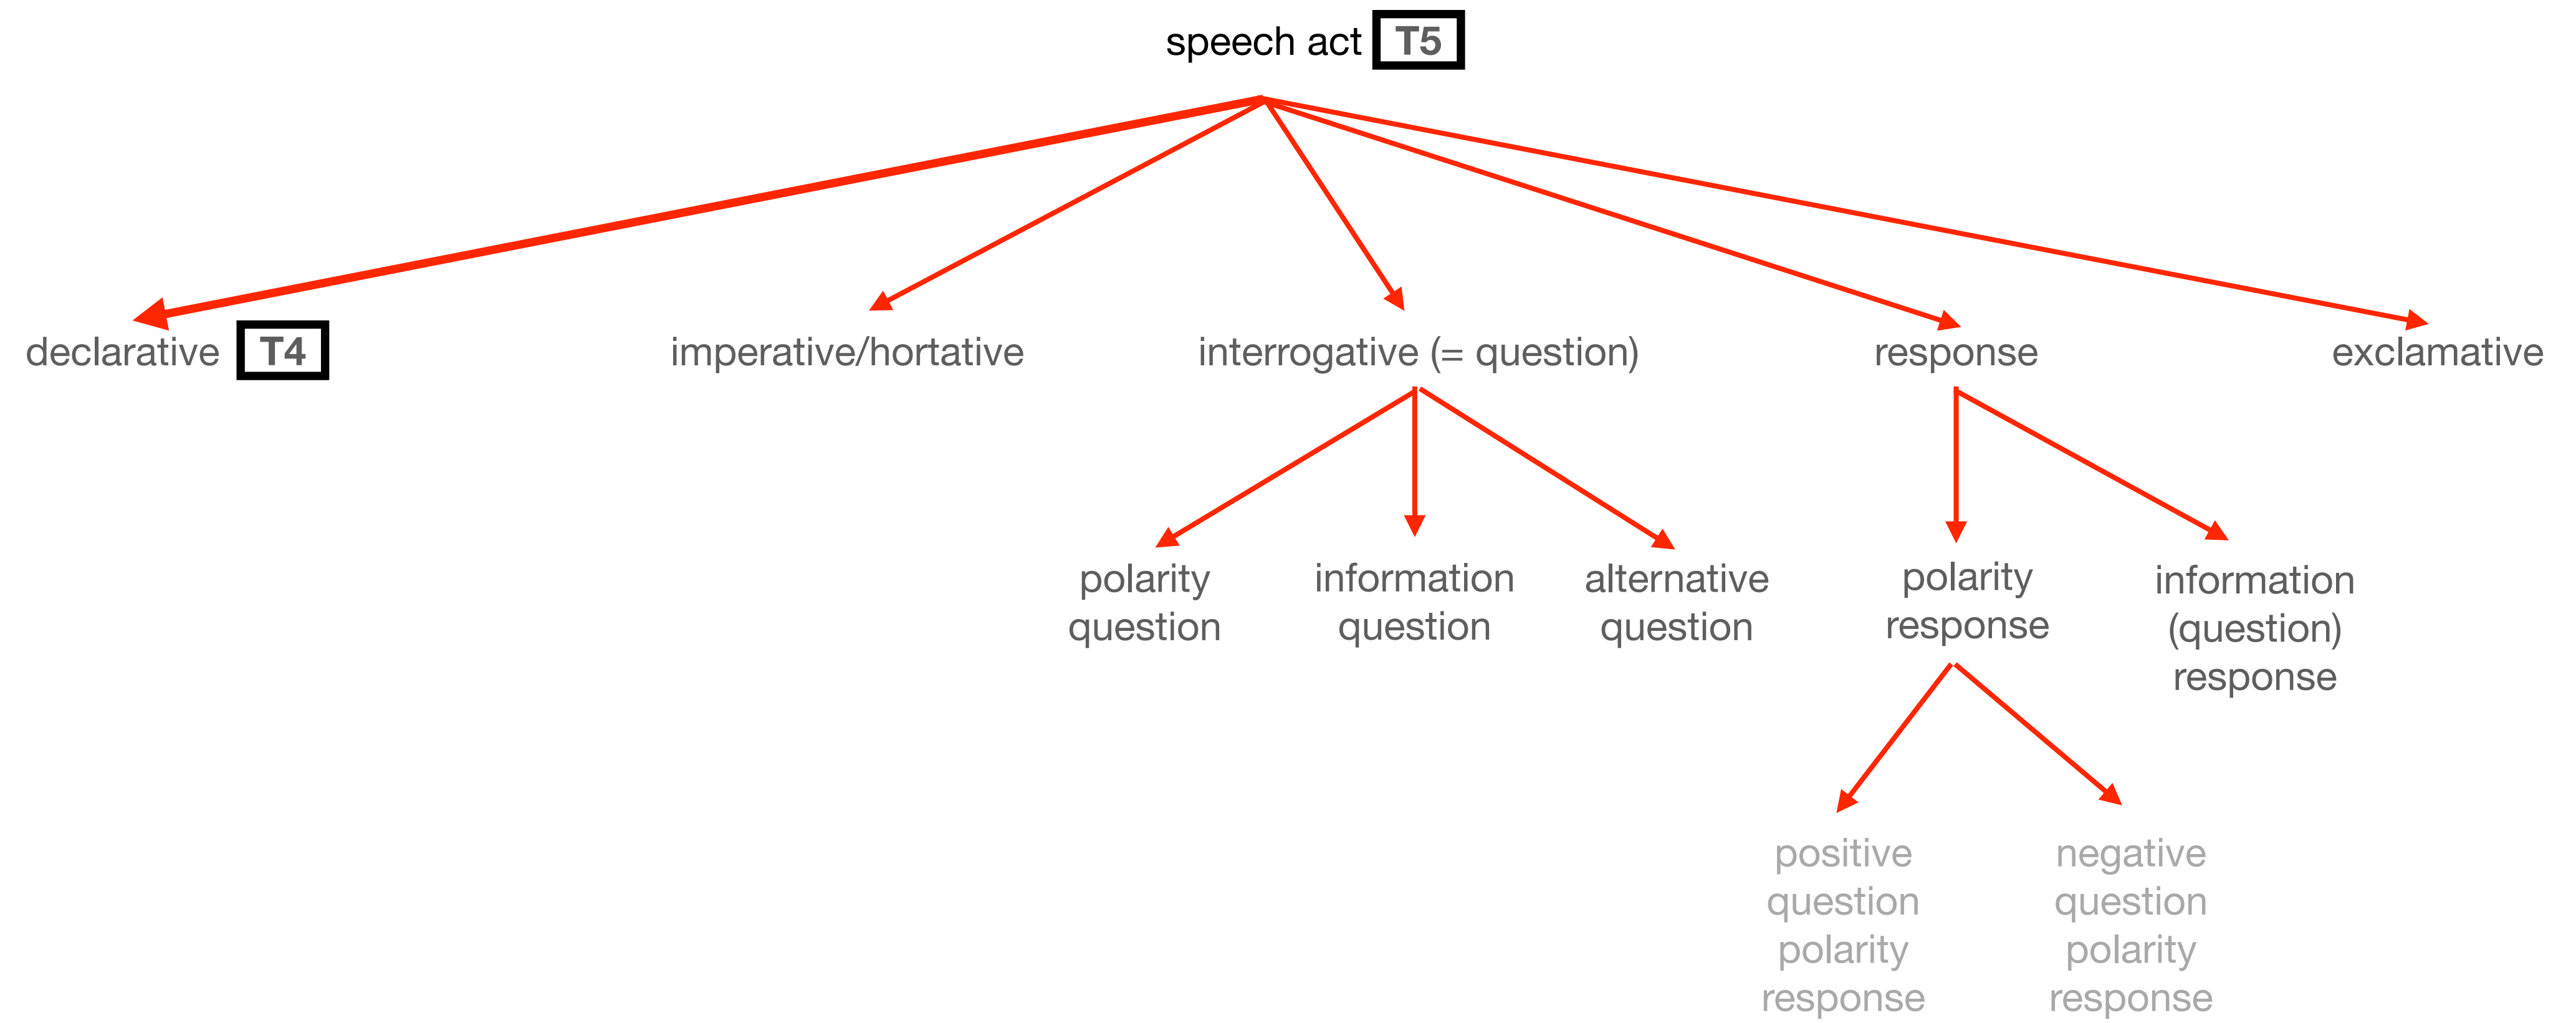 speech act T5
declarative T4
imperative/hortative
interrogative (= question)
response
exclamative
polarity
question
information
question
alternative
question
polarity
response
information
(question)
response
positive
question
polarity
response
negative
question
polarity
response